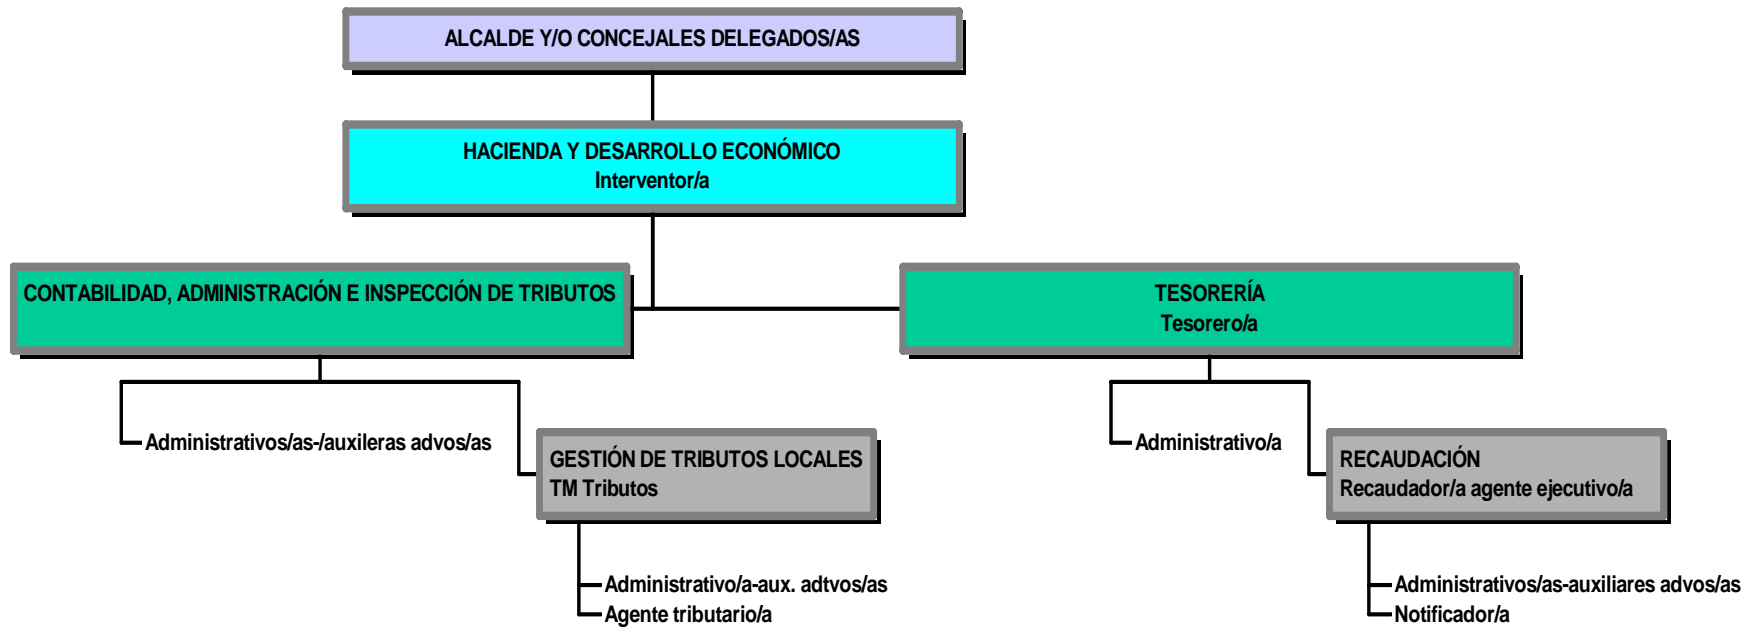 ALCALDE Y/O CONCEJALES DELEGADOS/AS
HACIENDA Y DESARROLLO ECONÓMICO
Interventor/a
CONTABILIDAD, ADMINISTRACIÓN E INSPECCIÓN DE TRIBUTOS
TESORERÍA
Tesorero/a
Administrativos/as-/auxileras advos/as
GESTIÓN DE TRIBUTOS LOCALES
TM Tributos
Administrativo/a-aux. adtvos/as
Agente tributario/a
Administrativo/a
RECAUDACIÓN
Recaudador/a agente ejecutivo/a
Administrativos/as-auxiliares advos/as
Notificador/a